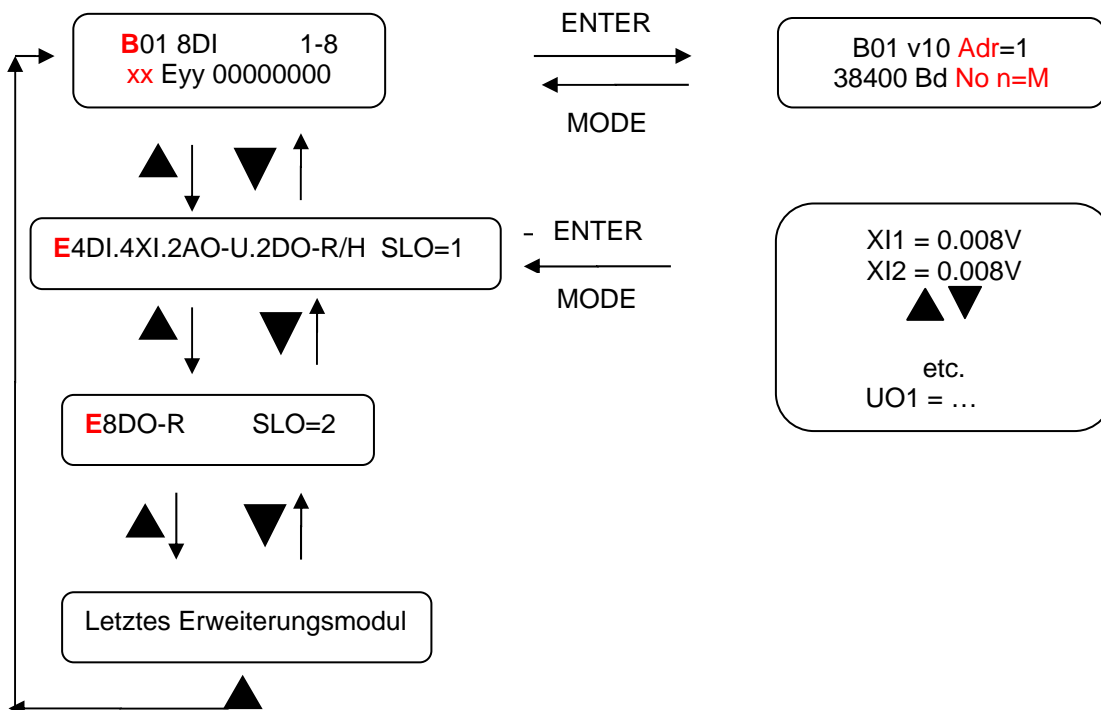 B01 8DI 1-8
xx Eyy 00000000
ENTER
MODE
B01 v10 Adr=1
38400 Bd No n=M
E4DI.4XI.2AO-U.2DO-R/H SLO=1
- ENTER
MODE
XI1 = 0.008V
XI2 = 0.008V
etc.
UO1 = …
E8DO-R SLO=2
Letztes Erweiterungsmodul